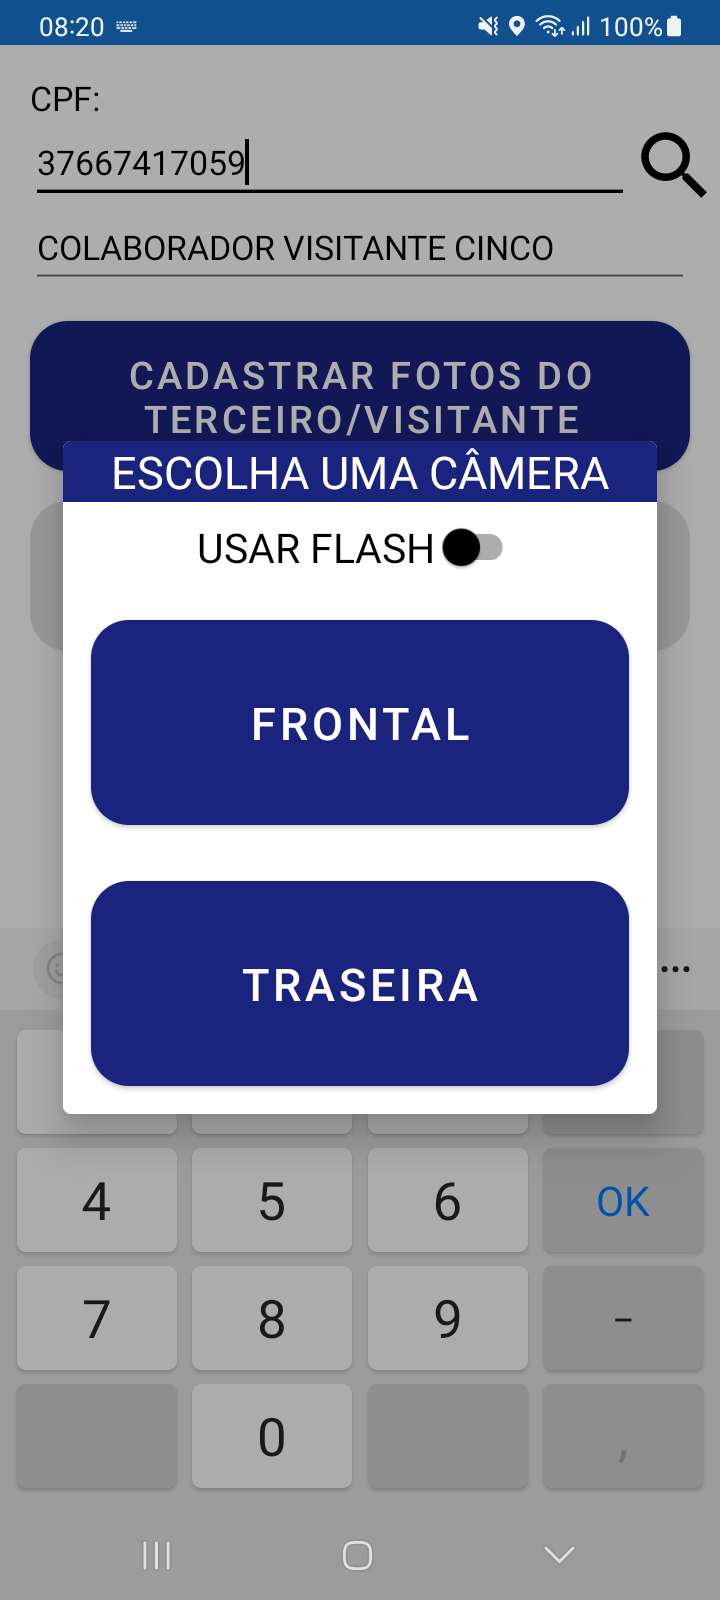 08:20 100%
CPF:
37667417059
COLABORADOR VISITANTE CINCO
CADASTRAR FOTOS DO
TERCEIRO/VISITANTE
ESCOLHA UMA CÂMERA
USAR FLASH
FRONTAL
TRASEIRA
4 5 6 OK
7 8 9 -
0 ,